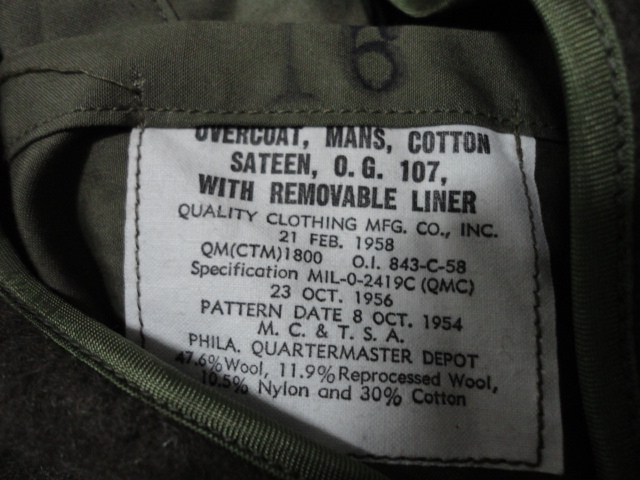 16
OVERCOAT, MANS, COTTON
SATEEN, O.G. 107,
WITH REMOVABLE LINER
QUALITY CLOTHING MFG. CO., INC.
21 FEB. 1958
QM(CTM)1800 O.I. 843-C-58
Specification MIL-O-2419C (QMC)
23 OCT. 1956
PATTERN DATE 8 OCT. 1954
M. C. & T. S. A.
PHILA. QUARTERMASTER DEPOT
47.6% Wool, 11.9% Reprocessed Wool,
10.5% Nylon and 30% Cotton